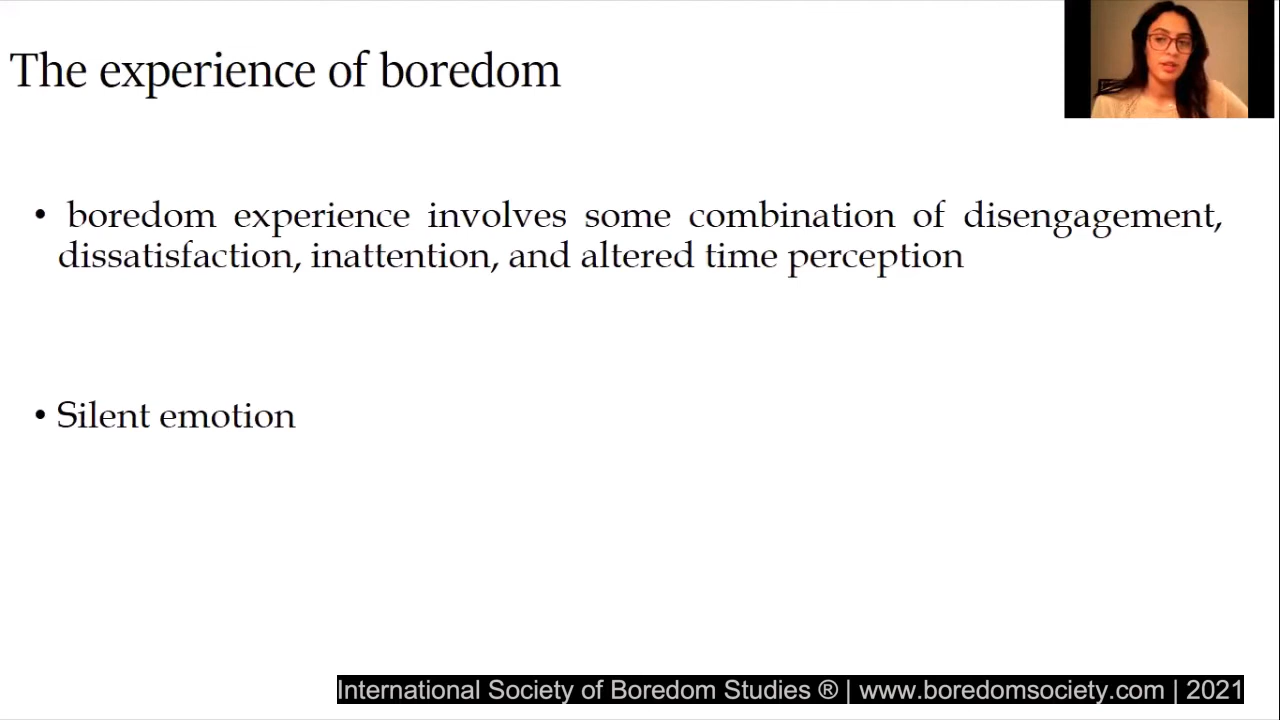 The experience of boredom
• boredom experience involves some combination of disengagement,
dissatisfaction, inattention, and altered time perception
• Silent emotion
International Society of Boredom Studies ® | www.boredomsociety.com | 2021